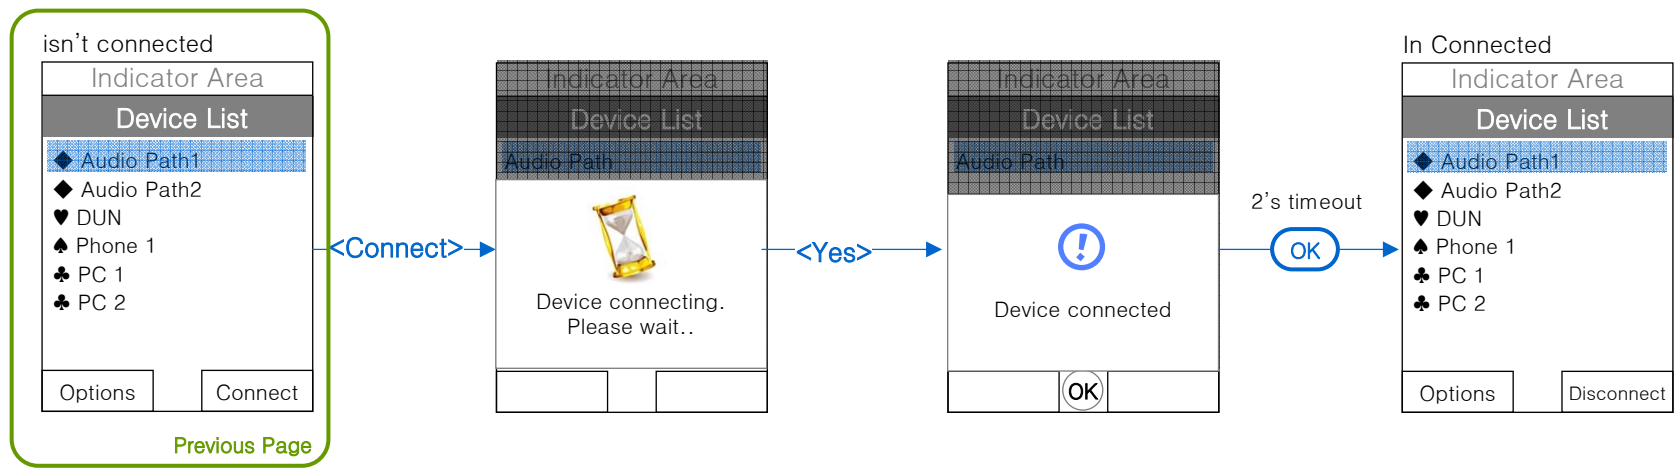 isn't connected
Indicator Area
Device List
◆ Audio Path1
◆ Audio Path2
♥ DUN
♠ Phone 1
♣ PC 1
♣ PC 2
Options
Connect
Previous Page
<Connect>
Indicator Area
Device List
Audio Path
Device connecting.
Please wait..
<Yes>
Indicator Area
Device List
Audio Path
Device connected
OK
2's timeout
OK
In Connected
Indicator Area
Device List
◆ Audio Path1
◆ Audio Path2
♥ DUN
♠ Phone 1
♣ PC 1
♣ PC 2
Options
Disconnect